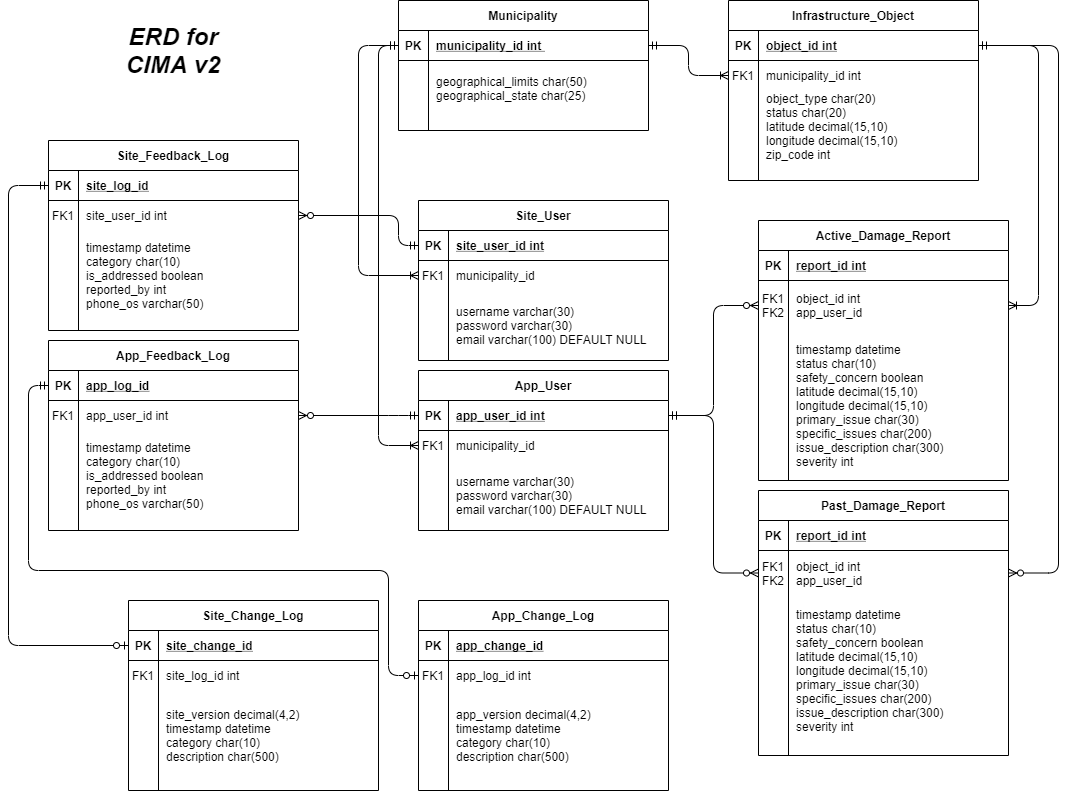 ERD for
CIMA v2
Municipality
PK municipality_id int
geographical_limits char(50)
geographical_state char(25)
Infrastructure_Object
PK object_id int
FK1 municipality_id int
object_type char(20)
status char(20)
latitude decimal(15,10)
longitude decimal(15,10)
zip_code int
Site_Feedback_Log
PK site_log_id
FK1 site_user_id int
timestamp datetime
category char(10)
is_addressed boolean
reported_by int
phone_os varchar(50)
Site_User
PK site_user_id int
FK1 municipality_id
username varchar(30)
password varchar(30)
email varchar(100) DEFAULT NULL
Active_Damage_Report
PK report_id int
FK1 object_id int
FK2 app_user_id
timestamp datetime
status char(10)
safety_concern boolean
latitude decimal(15,10)
longitude decimal(15,10)
primary_issue char(30)
specific_issues char(200)
issue_description char(300)
severity int
App_Feedback_Log
PK app_log_id
FK1 app_user_id int
timestamp datetime
category char(10)
is_addressed boolean
reported_by int
phone_os varchar(50)
App_User
PK app_user_id int
FK1 municipality_id
username varchar(30)
password varchar(30)
email varchar(100) DEFAULT NULL
Past_Damage_Report
PK report_id int
FK1 object_id int
FK2 app_user_id
timestamp datetime
status char(10)
safety_concern boolean
latitude decimal(15,10)
longitude decimal(15,10)
primary_issue char(30)
specific_issues char(200)
issue_description char(300)
severity int
Site_Change_Log
PK site_change_id
FK1 site_log_id int
site_version decimal(4,2)
timestamp datetime
category char(10)
description char(500)
App_Change_Log
PK app_change_id
FK1 app_log_id int
app_version decimal(4,2)
timestamp datetime
category char(10)
description char(500)